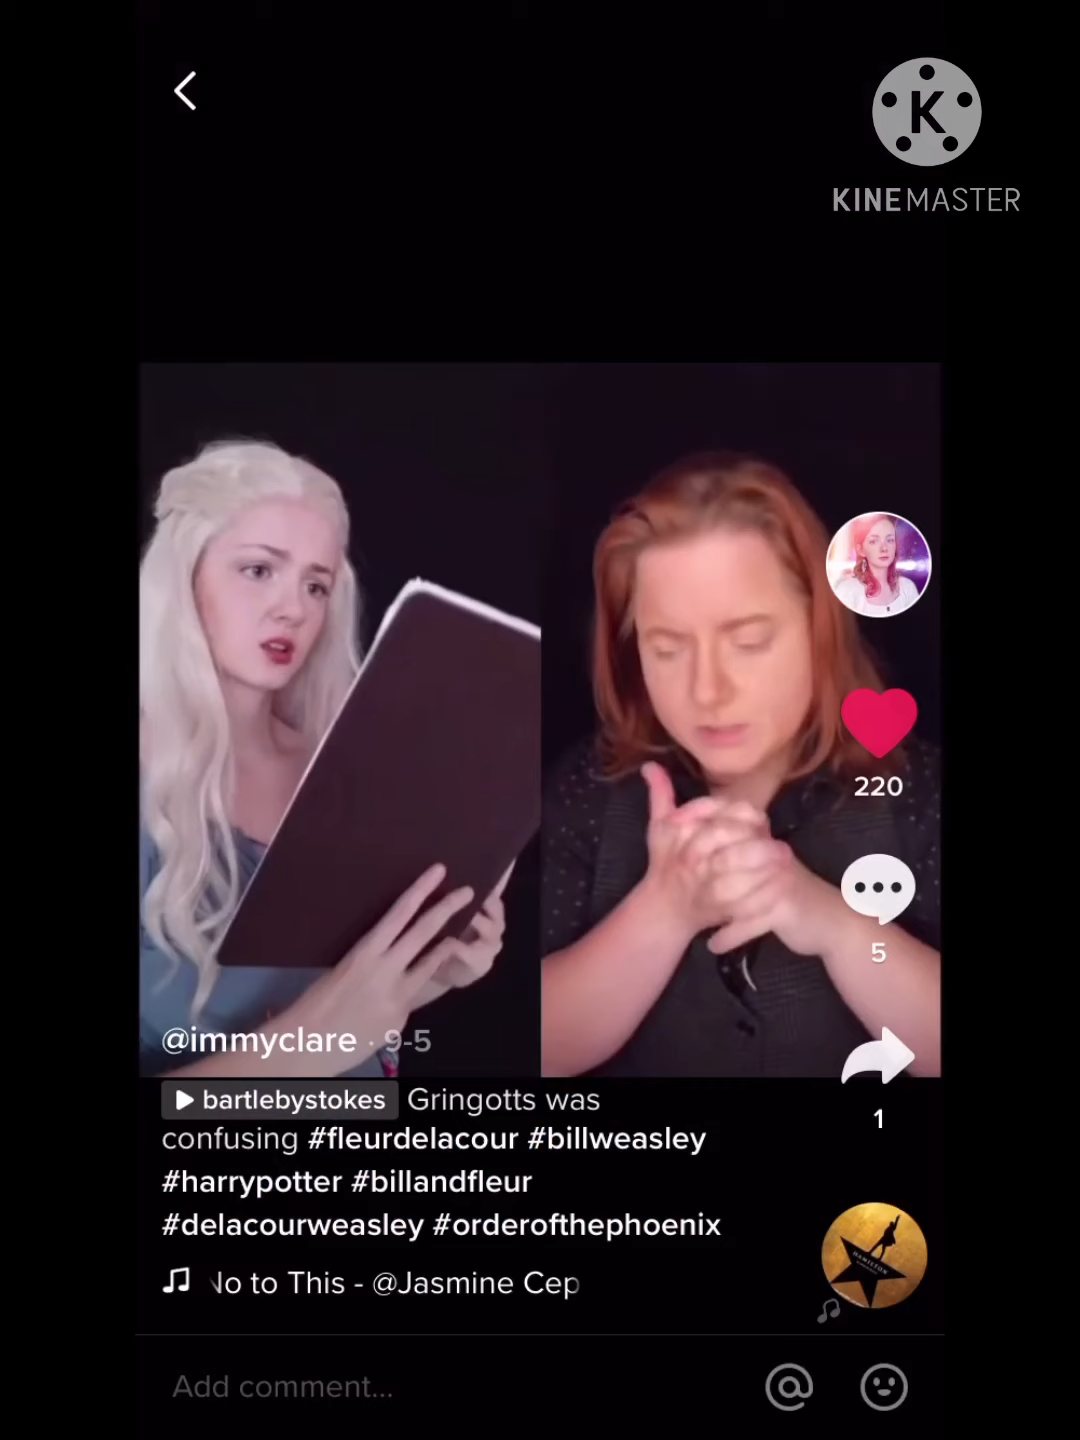 K
KINEMASTER
220
5
1
@immyclare · 9-5
bartlebystokes Gringotts was
confusing #fleurdelacour #billweasley
#harrypotter #billandfleur
#delacourweasley #orderofthephoenix
No to This - @Jasmine Cep
HAMILTON
Add comment...